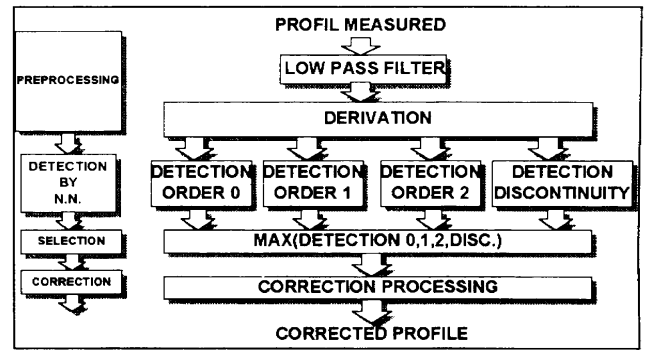 PROFIL MEASURED
PREPROCESSING
LOW PASS FILTER
DERIVATION
DETECTION
BY
N.N.
DETECTION
ORDER 0
DETECTION
ORDER 1
DETECTION
ORDER 2
DETECTION
DISCONTINUITY
SELECTION
MAX(DETECTION 0,1,2,DISC.)
CORRECTION
CORRECTION PROCESSING
CORRECTED PROFILE